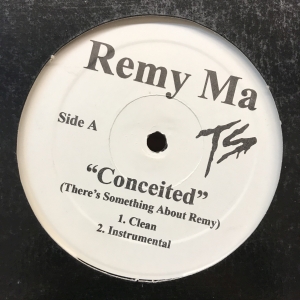 Remy Ma
Side A
TS
“Conceited”
(There's Something About Remy)
1. Clean
2. Instrumental